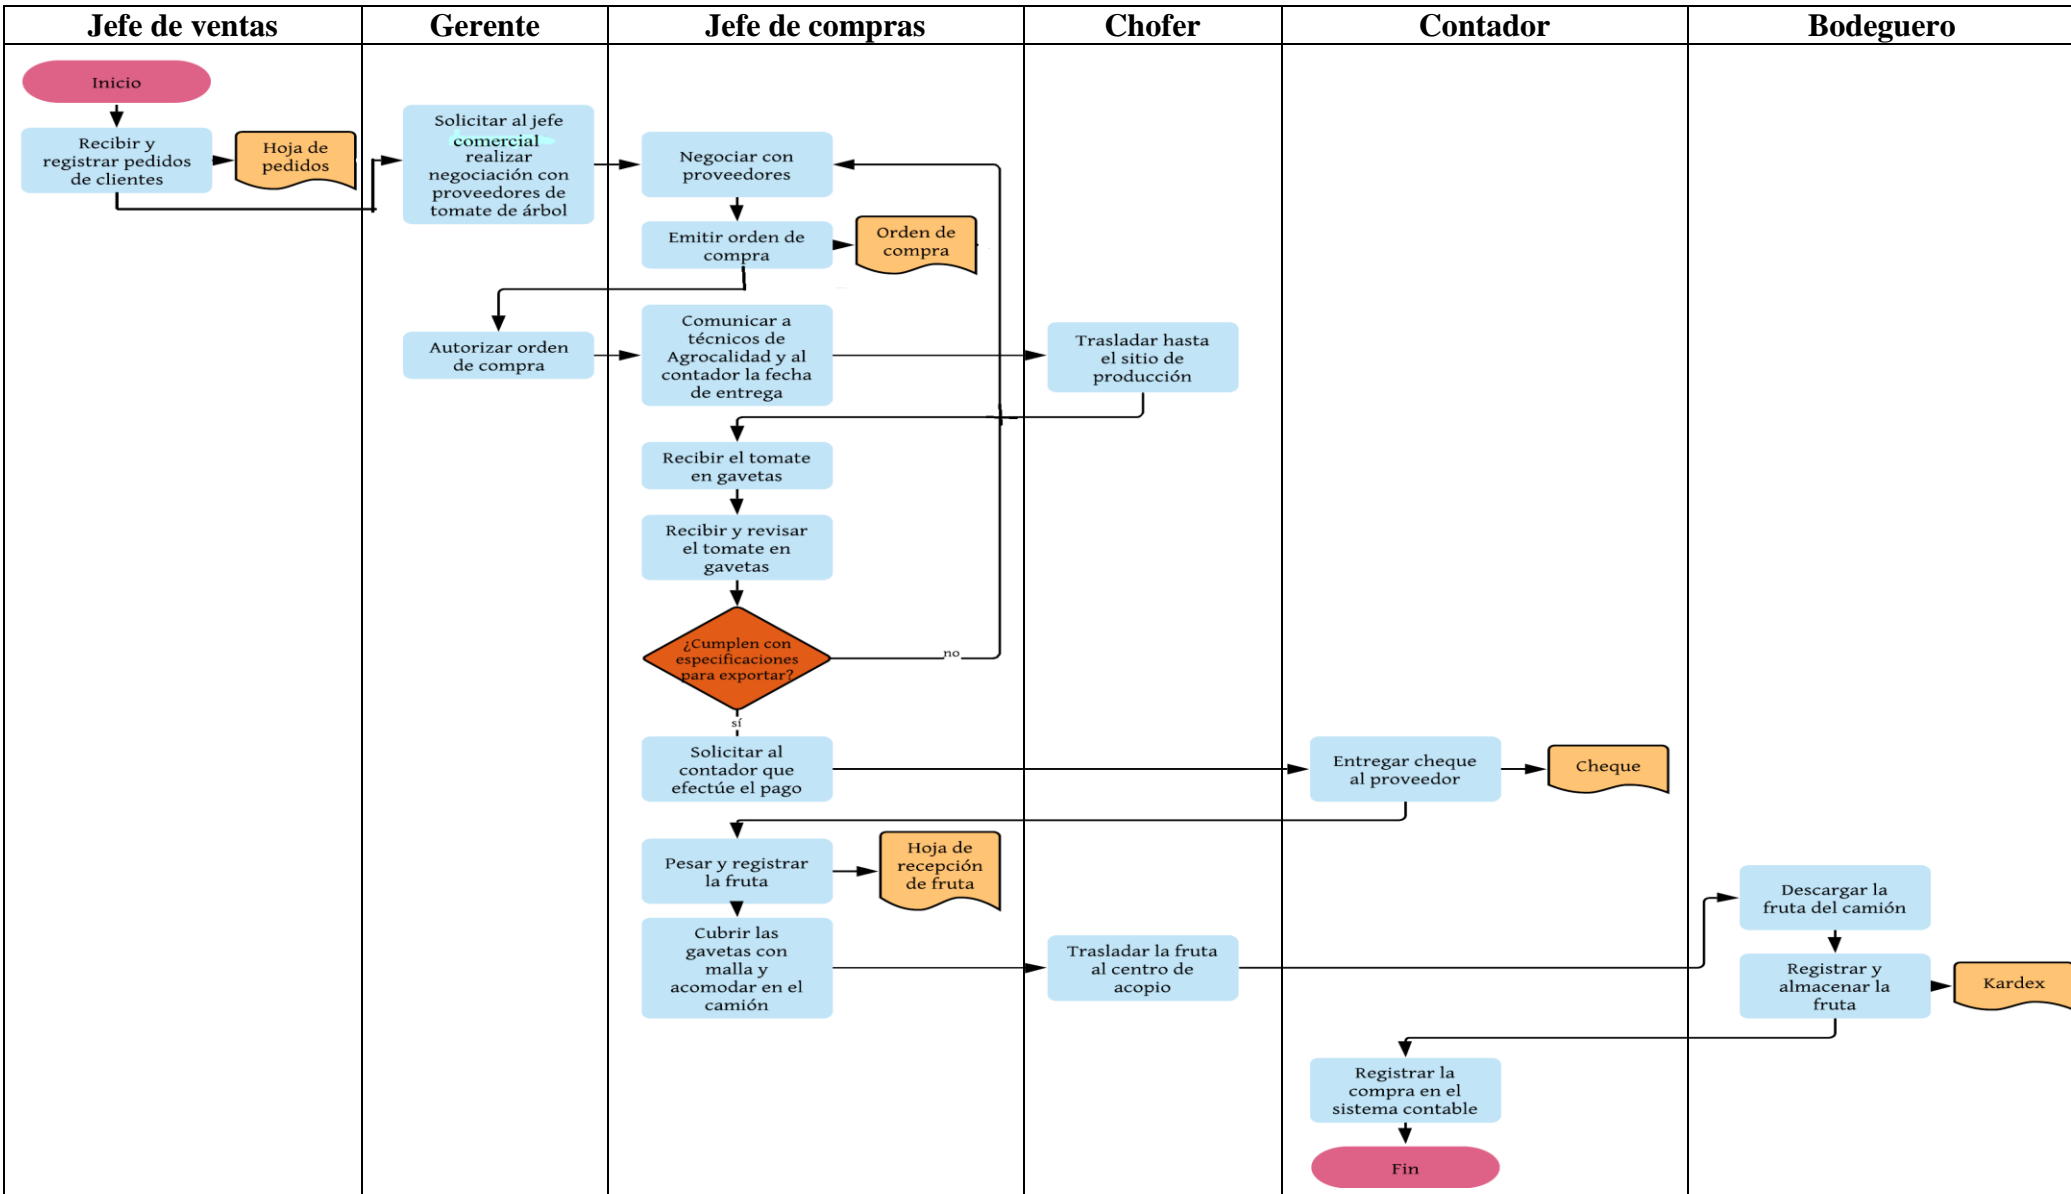 Jefe de ventas
Gerente
Jefe de compras
Chofer
Contador
Bodeguero
Inicio
Recibir y
registrar pedidos
de clientes
Hoja de
pedidos
Solicitar al jefe
comercial
realizar
negociación con
proveedores de
tomate de árbol
Negociar con
proveedores
Emitir orden de
compra
Orden de
compra
Autorizar orden
de compra
Comunicar a
técnicos de
Agrocalidad y al
contador la fecha
de entrega
Trasladar hasta
el sitio de
producción
Recibir el tomate
en gavetas
Recibir y revisar
el tomate en
gavetas
¿Cumplen con
especificaciones
para exportar?
no
sí
Solicitar al
contador que
efectúe el pago
Entregar cheque
al proveedor
Cheque
Pesar y registrar
la fruta
Hoja de
recepción
de fruta
Cubrir las
gavetas con
malla y
acomodar en el
camión
Trasladar la fruta
al centro de
acopio
Descargar la
fruta del camión
Registrar y
almacenar la
fruta
Kardex
Registrar la
compra en el
sistema contable
Fin